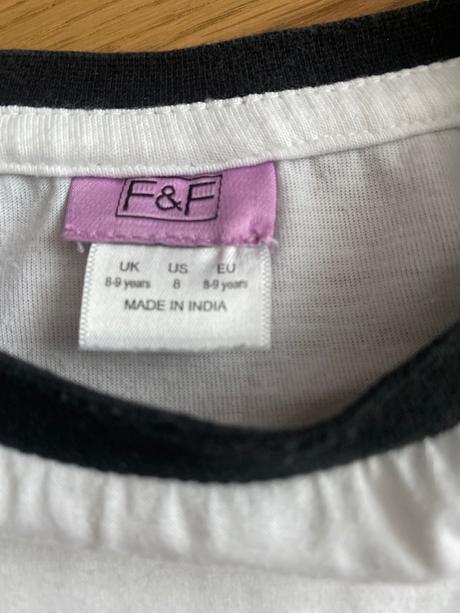 F&F
UK US EU
8-9 years 8 8-9 years
MADE IN INDIA